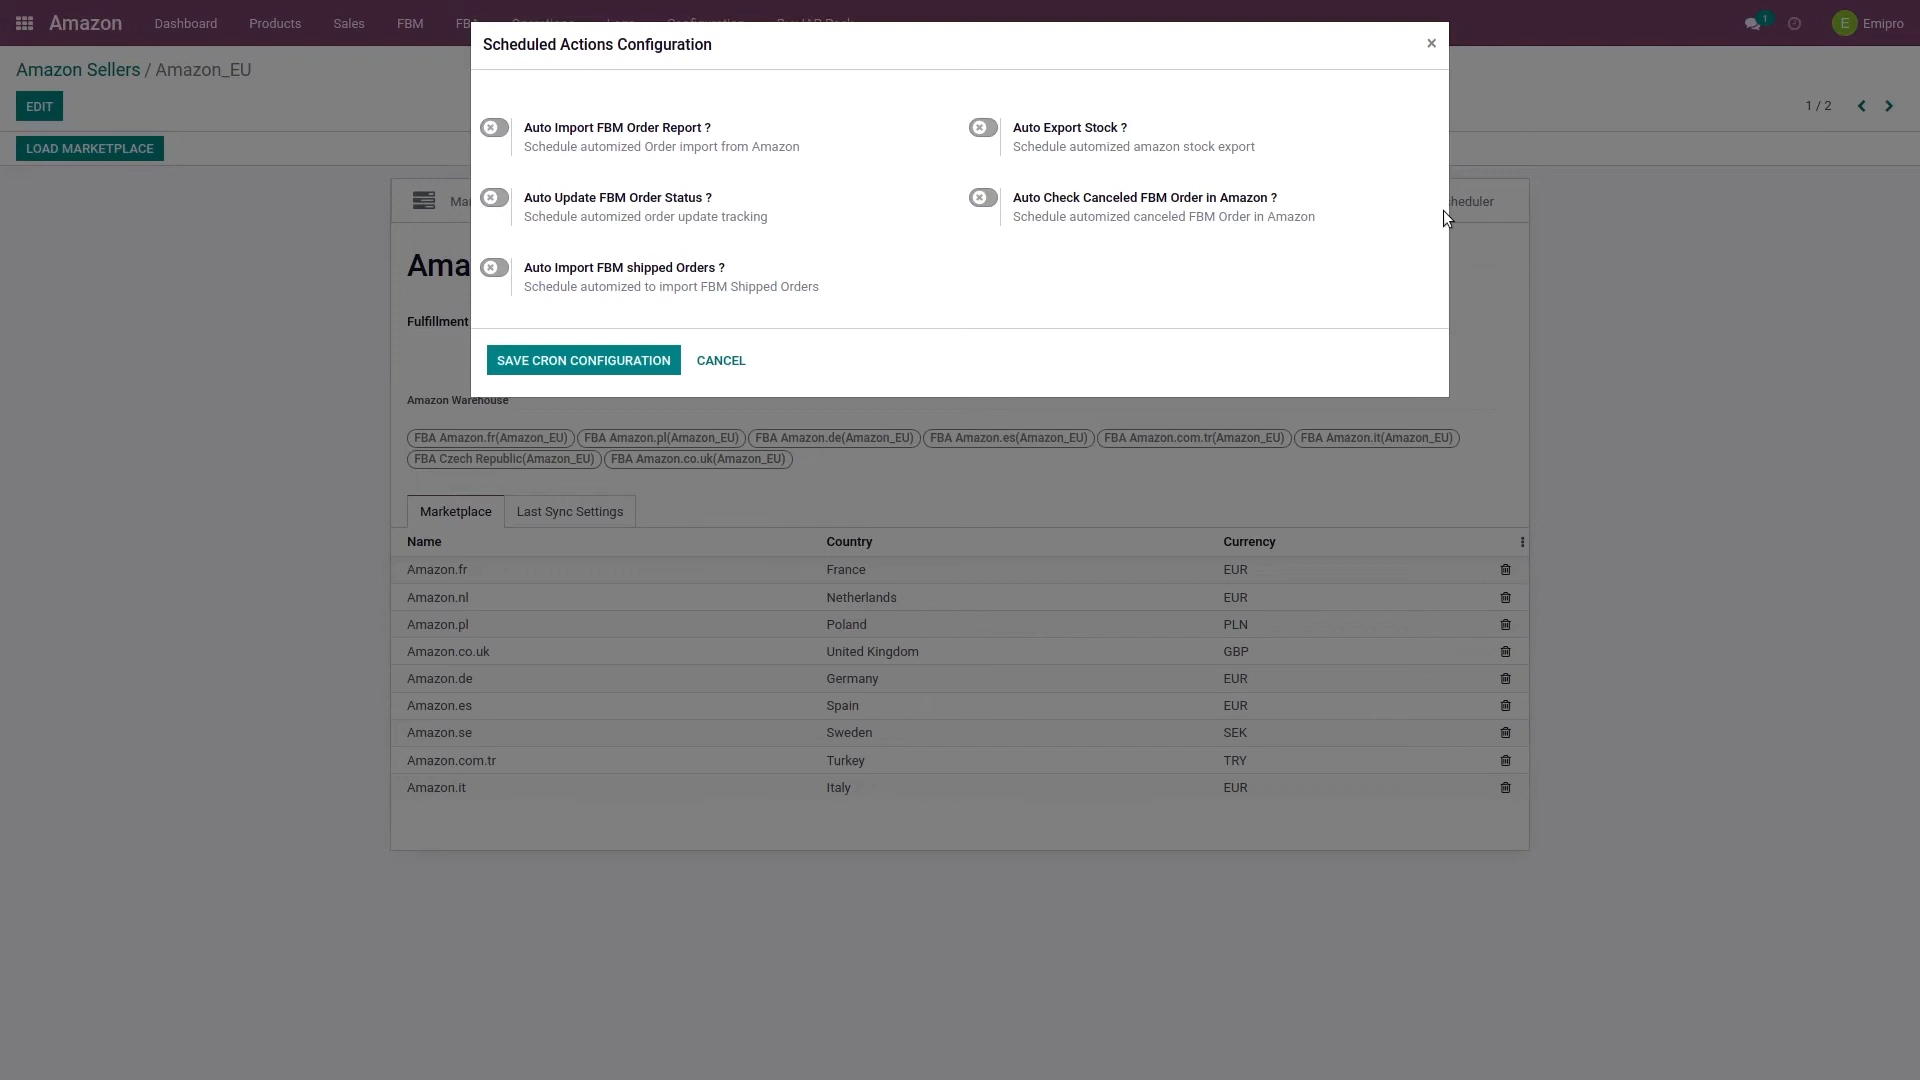 Amazon Dashboard Products Sales FBM 1 E Emipro
Scheduled Actions Configuration ×
Amazon Sellers / Amazon_EU
EDIT 1 / 2
LOAD MARKETPLACE
Auto Import FBM Order Report ?
Schedule automized Order import from Amazon
Auto Export Stock ?
Schedule automized amazon stock export
Auto Update FBM Order Status ?
Schedule automized order update tracking
Auto Check Canceled FBM Order in Amazon ?
Schedule automized canceled FBM Order in Amazon
Auto Import FBM shipped Orders ?
Schedule automized to import FBM Shipped Orders
Ama
Fulfillment
SAVE CRON CONFIGURATION CANCEL
Amazon Warehouse
FBA Amazon.fr(Amazon_EU) FBA Amazon.pl(Amazon_EU) FBA Amazon.de(Amazon_EU) FBA Amazon.es(Amazon_EU) FBA Amazon.com.tr(Amazon_EU) FBA Amazon.it(Amazon_EU)
FBA Czech Republic(Amazon_EU) FBA Amazon.co.uk(Amazon_EU)
Marketplace Last Sync Settings
Name Country Currency
Amazon.fr France EUR
Amazon.nl Netherlands EUR
Amazon.pl Poland PLN
Amazon.co.uk United Kingdom GBP
Amazon.de Germany EUR
Amazon.es Spain EUR
Amazon.se Sweden SEK
Amazon.com.tr Turkey TRY
Amazon.it Italy EUR